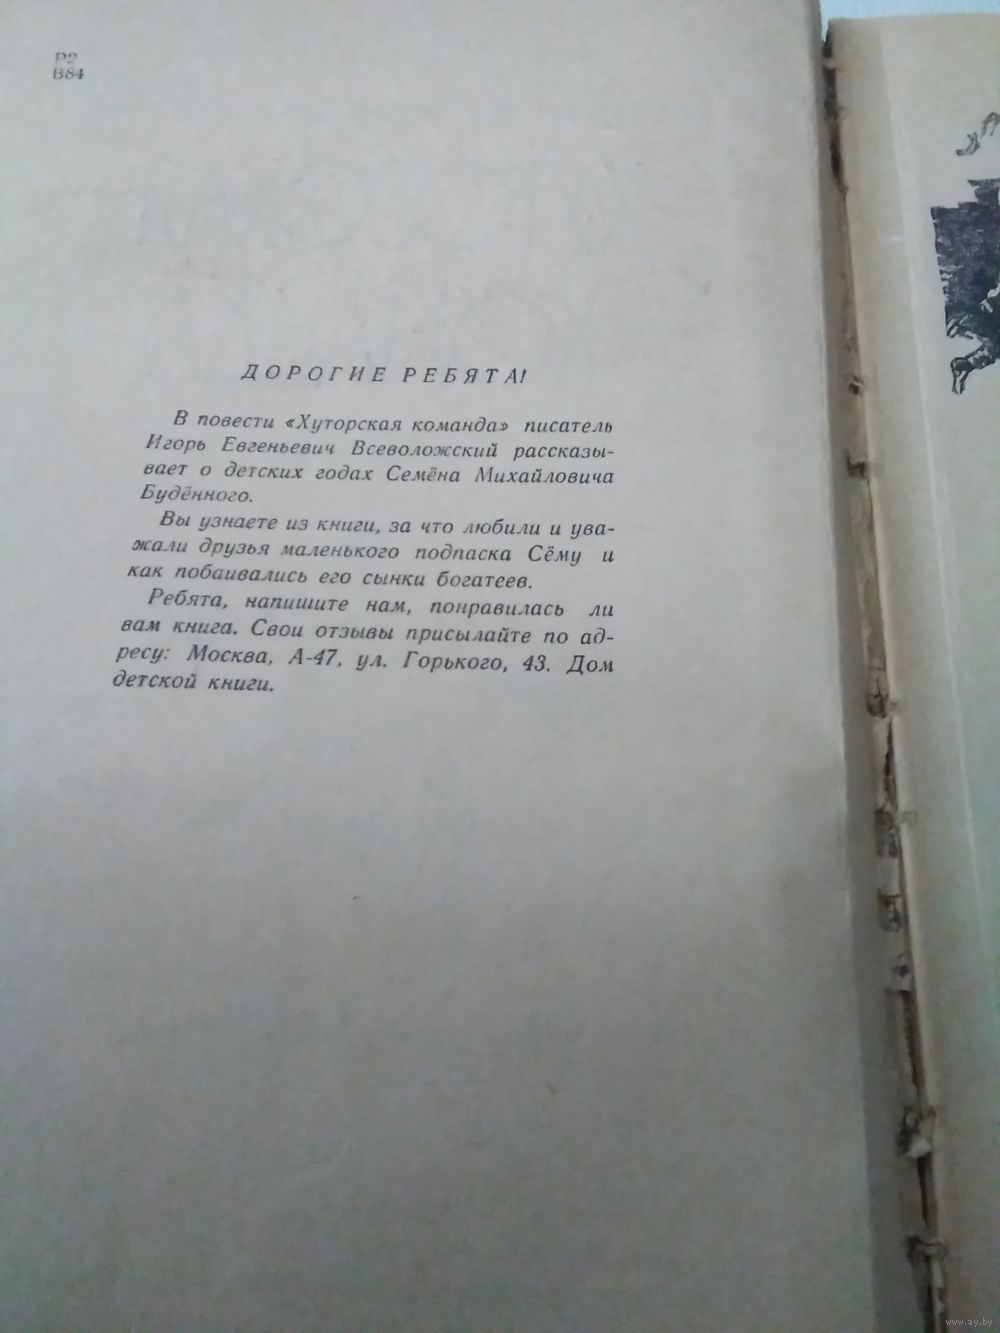 Р2
В84
ДОРОГИЕ РЕБЯТА!
В повести «Хуторская команда» писатель
Игорь Евгеньевич Всеволожский рассказы-
вает о детских годах Семёна Михайловича
Будённого.
Вы узнаете из книги, за что любили и ува-
жали друзья маленького подпаска Сёму и
как побаивались его сынки богатеев.
Ребята, напишите нам, понравилась ли
вам книга. Свои отзывы присылайте по ад-
ресу: Москва, А-47, ул. Горького, 43. Дом
детской книги.
www.ay.by